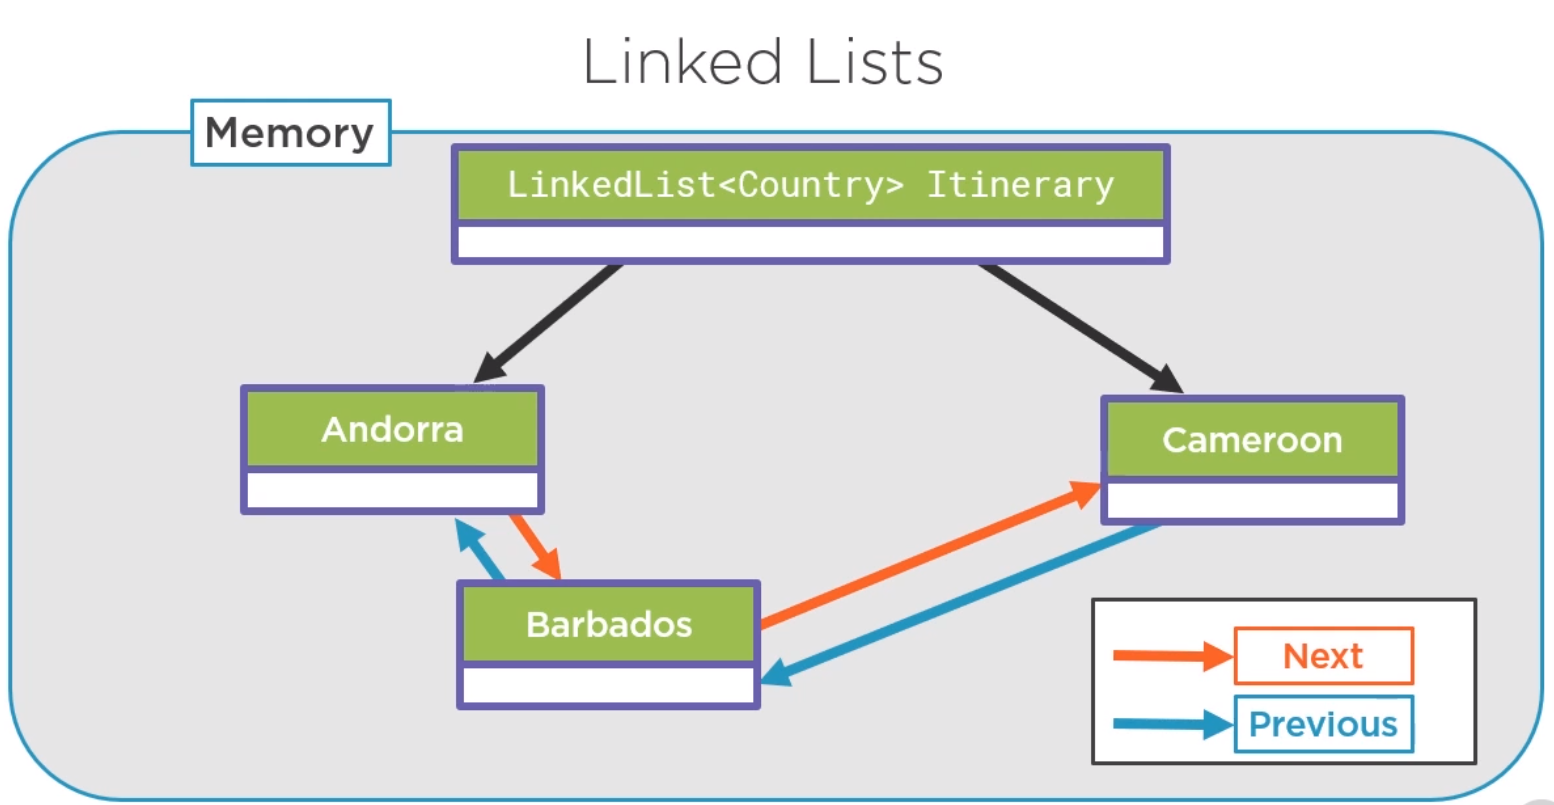 Linked Lists
Memory
LinkedList<Country> Itinerary
Andorra
Cameroon
Barbados
Next
Previous